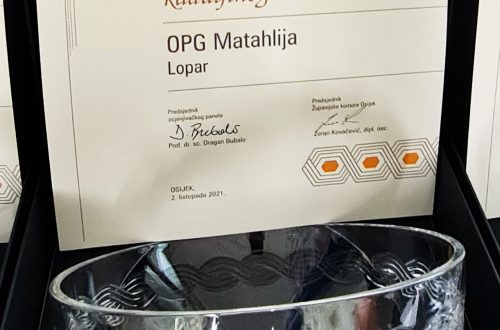 OPG Matahlija
Lopar
Predsjednik
ocjenjivačkog panela
D. Bubalo
Prof. dr. sc. Dragan Bubalo
Predsjednik
Županijske komore Osijek
Zoran Kovačević, dipl. oec.
OSIJEK,
2. listopada 2021.